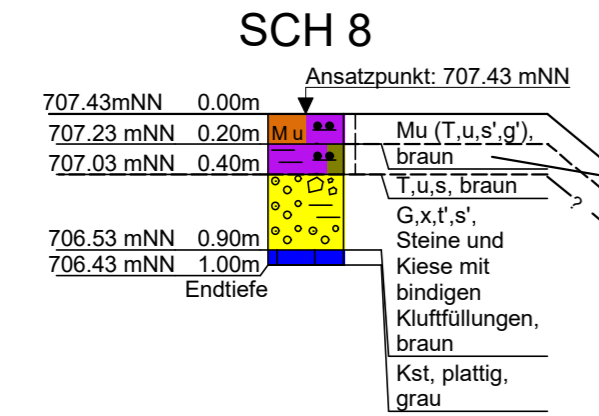 SCH 8
Ansatzpunkt: 707.43 mNN
707.43mNN 0.00m
707.23 mNN 0.20m
Mu
707.03 mNN 0.40m
706.53 mNN 0.90m
706.43 mNN 1.00m
Endtiefe
Mu (T,u,s',g'),
braun
T,u,s, braun
G,x,t',s',
Steine und
Kiese mit
bindigen
Kluftfüllungen,
braun
Kst, plattig,
grau
?